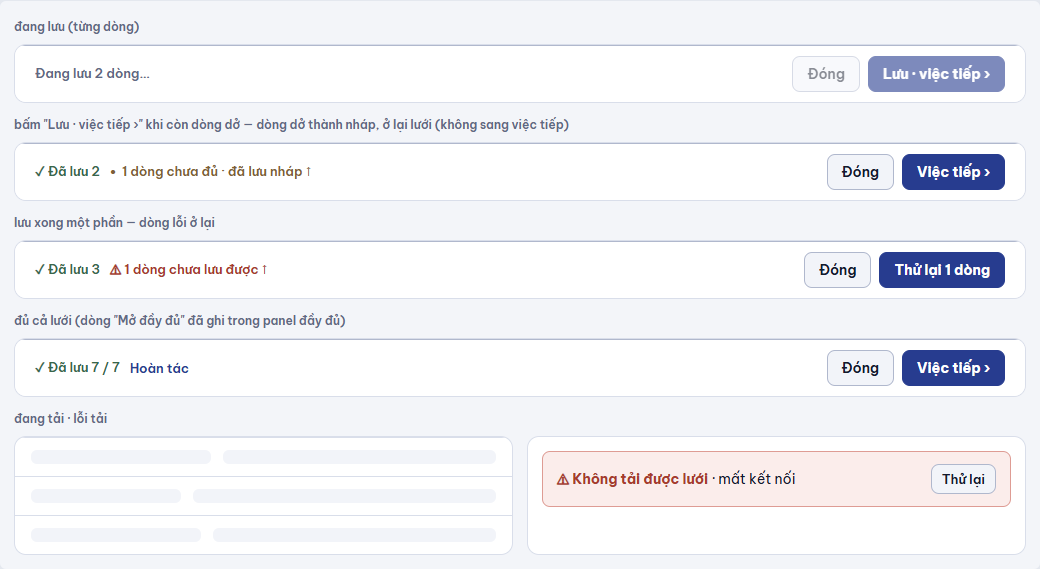 đang lưu (từng dòng)
Đang lưu 2 dòng… Đóng Lưu · việc tiếp ›
bấm "Lưu · việc tiếp ›" khi còn dòng dở — dòng dở thành nháp, ở lại lưới (không sang việc tiếp)
✓ Đã lưu 2 • 1 dòng chưa đủ · đã lưu nháp ↑ Đóng Việc tiếp ›
lưu xong một phần — dòng lỗi ở lại
✓ Đã lưu 3 ⚠ 1 dòng chưa lưu được ↑ Đóng Thử lại 1 dòng
đủ cả lưới (dòng "Mở đầy đủ" đã ghi trong panel đầy đủ)
✓ Đã lưu 7 / 7 Hoàn tác Đóng Việc tiếp ›
đang tải · lỗi tải
⚠ Không tải được lưới · mất kết nối Thử lại